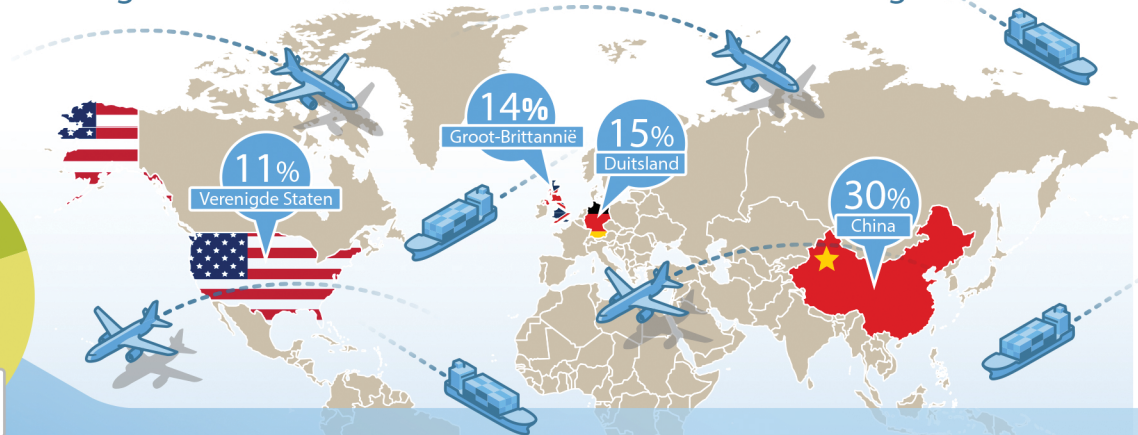 14%
Groot-Brittannië
15%
Duitsland
11%
Verenigde Staten
30%
China